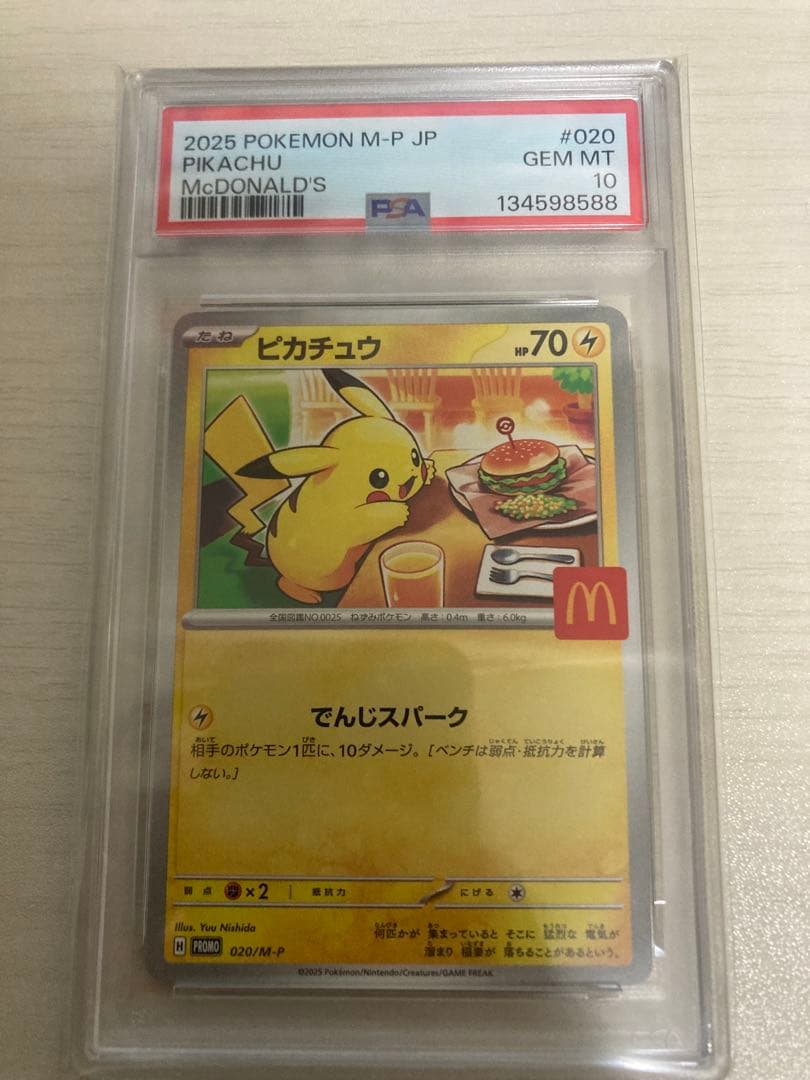 2025 POKEMON M-P JP #020
PIKACHU GEM MT
McDONALD'S 10
PSA 134598588
たね ピカチュウ HP70
全国図鑑NO.0025 ねずみポケモン 高さ:0.4m 重さ:6.0kg
でんじスパーク
相手のポケモン1匹に、10ダメージ。[ベンチは弱点・抵抗力を計算
しない。]
弱点 ×2 抵抗力 にげる
Illus. Yuu Nishida
H PROMO 020/M-P
何匹かが 集まっていると そこに 猛烈な 電気が
溜まり 稲妻が 落ちることがあるという。
©2025 Pokémon/Nintendo/Creatures/GAME FREAK